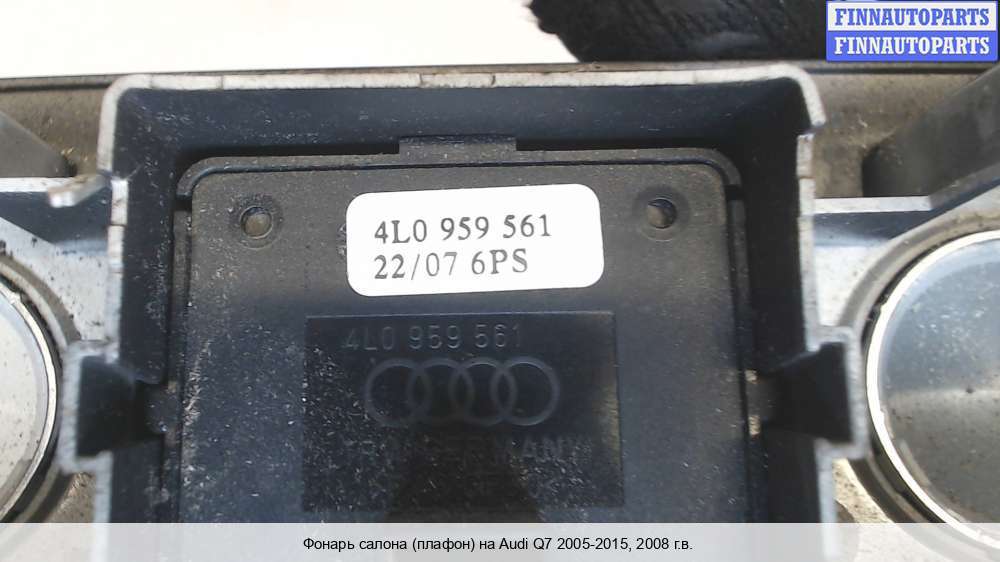 FINNAUTOPARTS
FINNAUTOPARTS
4L0 959 561
22/07 6PS
4L0 959 561
Фонарь салона (плафон) на Audi Q7 2005-2015, 2008 г.в.